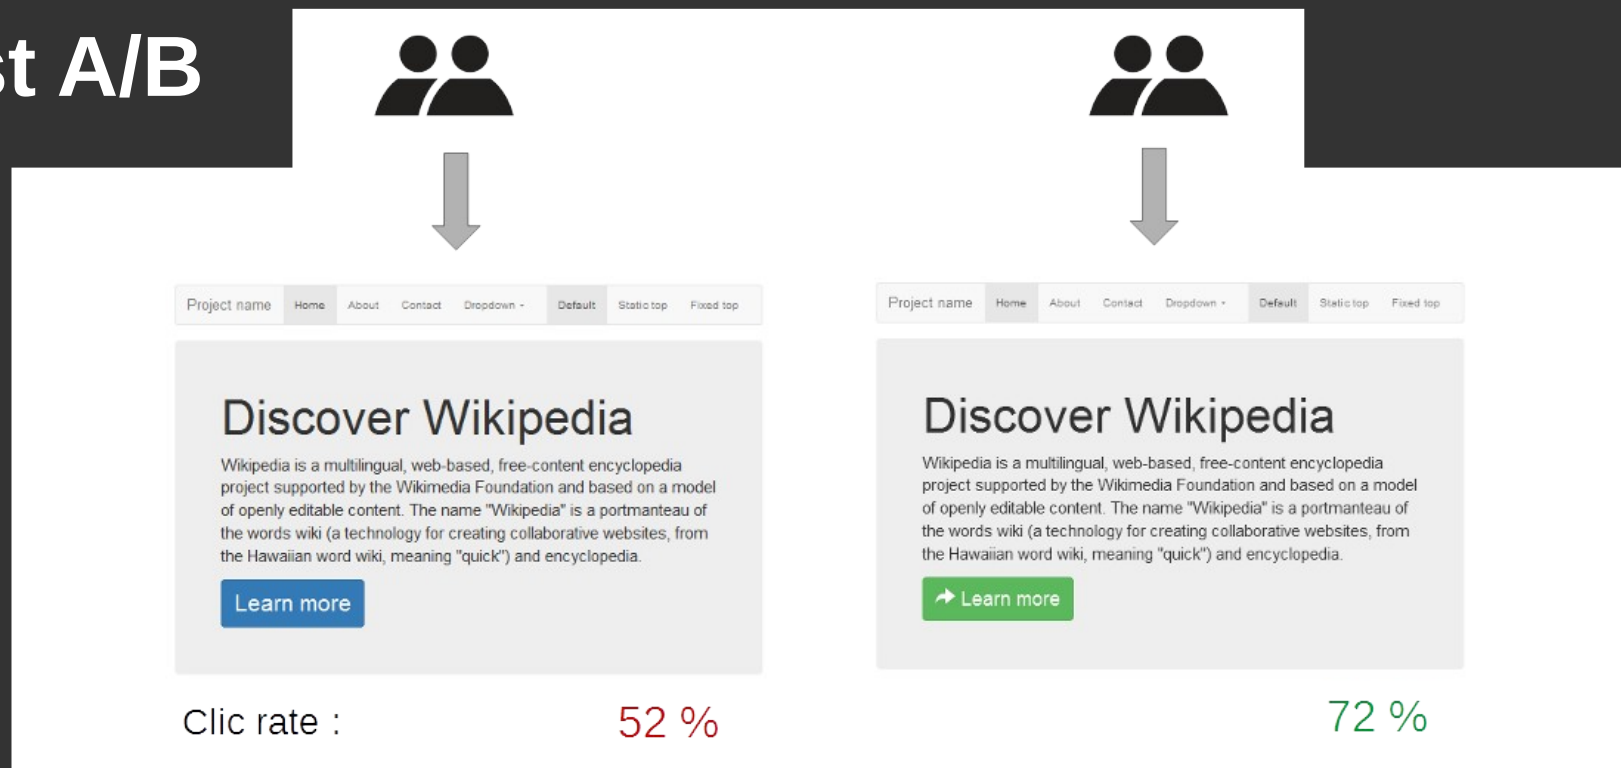 st A/B
Project name Home About Contact Dropdown Default Static top Fixed top
Discover Wikipedia
Wikipedia is a multilingual, web-based, free-content encyclopedia
project supported by the Wikimedia Foundation and based on a model
of openly editable content. The name "Wikipedia" is a portmanteau of
the words wiki (a technology for creating collaborative websites, from
the Hawaiian word wiki, meaning "quick") and encyclopedia.
Learn more
Clic rate : 52 %
Project name Home About Contact Dropdown Default Static top Fixed top
Discover Wikipedia
Wikipedia is a multilingual, web-based, free-content encyclopedia
project supported by the Wikimedia Foundation and based on a model
of openly editable content. The name "Wikipedia" is a portmanteau of
the words wiki (a technology for creating collaborative websites, from
the Hawaiian word wiki, meaning "quick") and encyclopedia.
Learn more
72 %